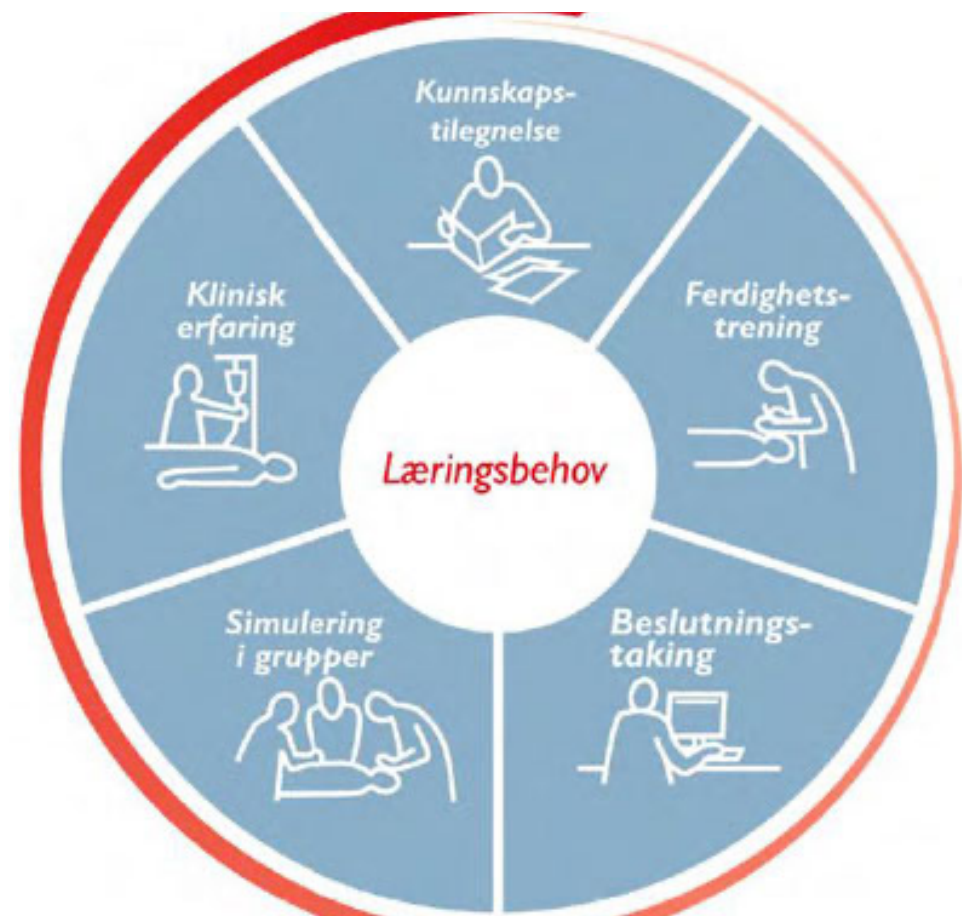 Kunnskaps-
tilegnelse
Ferdighets-
trening
Beslutnings-
taking
Simulering
i grupper
Klinisk
erfaring
Læringsbehov